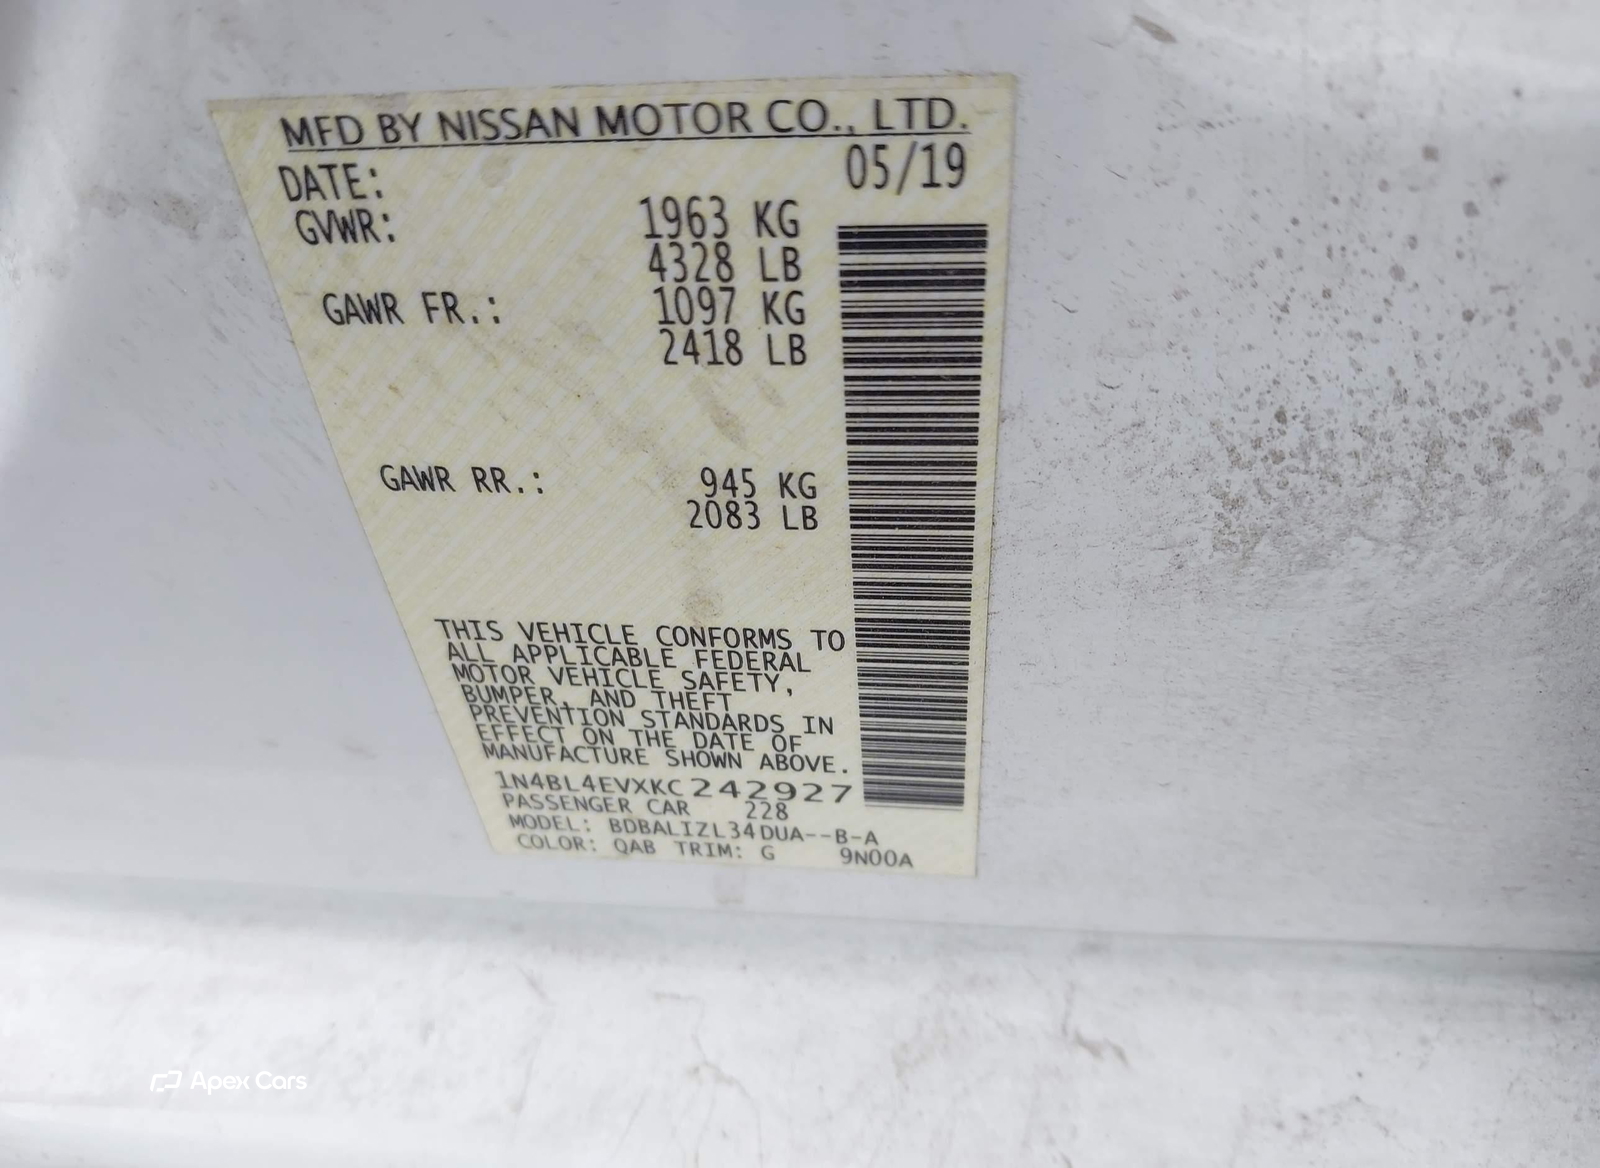 MFD BY NISSAN MOTOR CO., LTD.
DATE: 05/19
GVWR: 1963 KG
4328 LB
GAWR FR.: 1097 KG
2418 LB
GAWR RR.: 945 KG
2083 LB
THIS VEHICLE CONFORMS TO
ALL APPLICABLE FEDERAL
MOTOR VEHICLE SAFETY,
BUMPER, AND THEFT
PREVENTION STANDARDS IN
EFFECT ON THE DATE OF
MANUFACTURE SHOWN ABOVE.
1N4BL4EVXKC242927
PASSENGER CAR 228
MODEL: BDBALIZL34DUA--B-A
COLOR: QAB TRIM: G 9N00A
Apex Cars